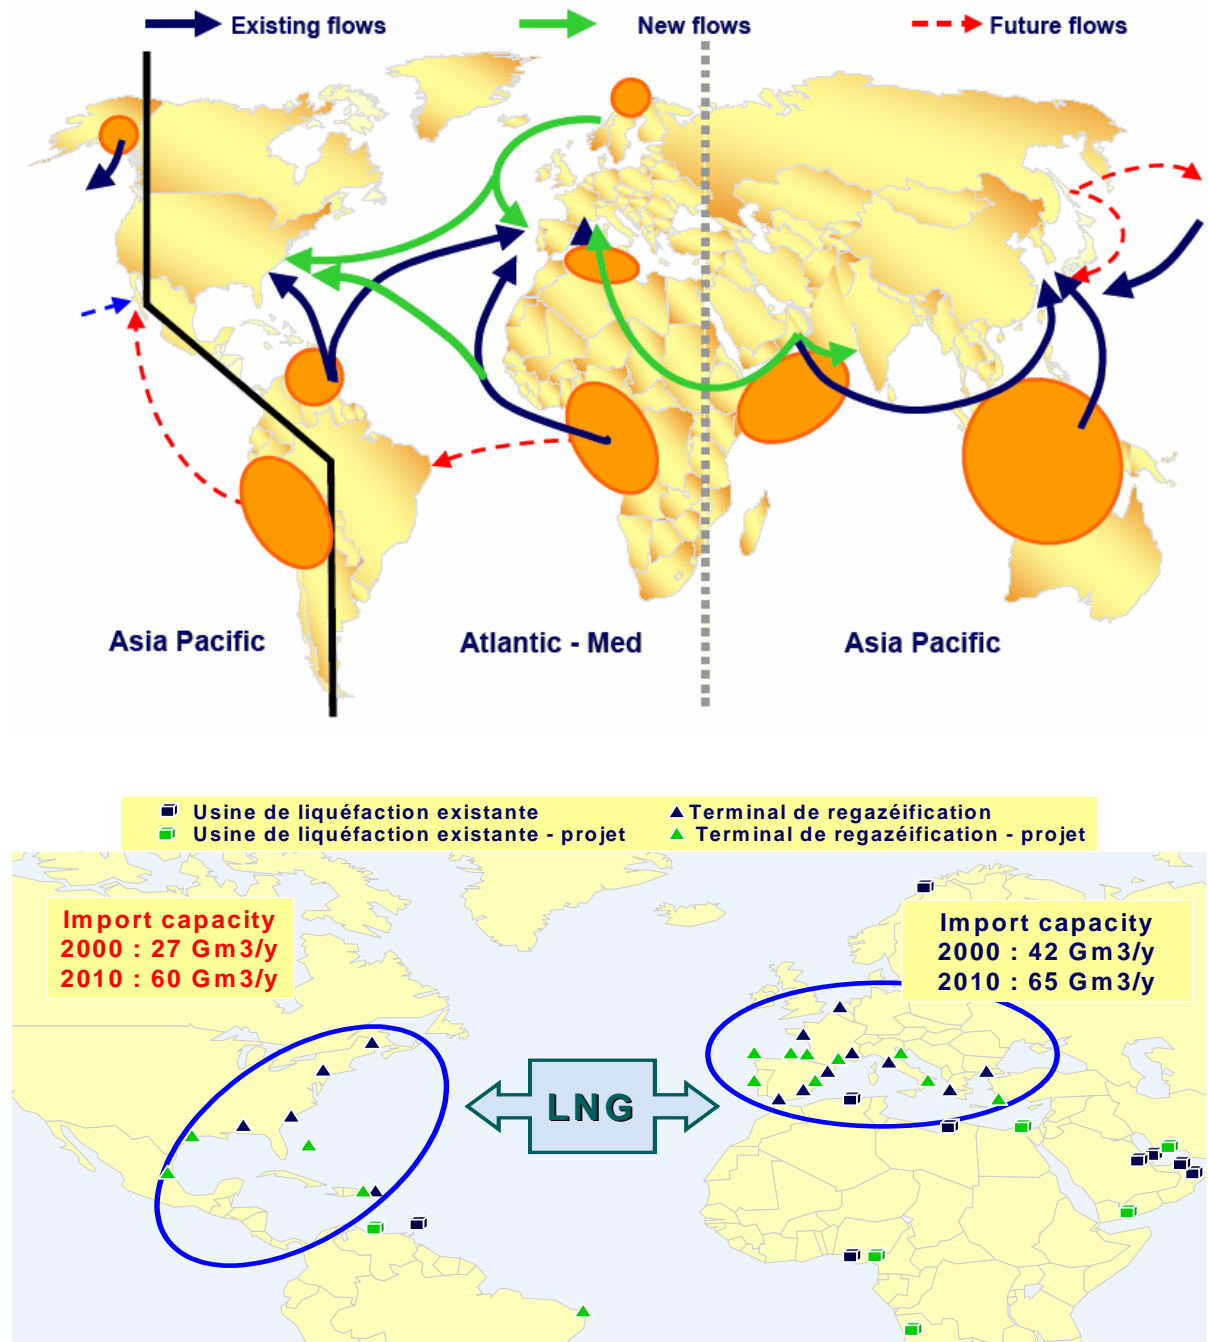 Existing flows
New flows
Future flows
Asia Pacific
Atlantic - Med
Asia Pacific
Usine de liquéfaction existante
Terminal de regazéification
Usine de liquéfaction existante - projet
Terminal de regazéification - projet
Import capacity
2000 : 27 Gm3/y
2010 : 60 Gm3/y
Import capacity
2000 : 42 Gm3/y
2010 : 65 Gm3/y
LNG